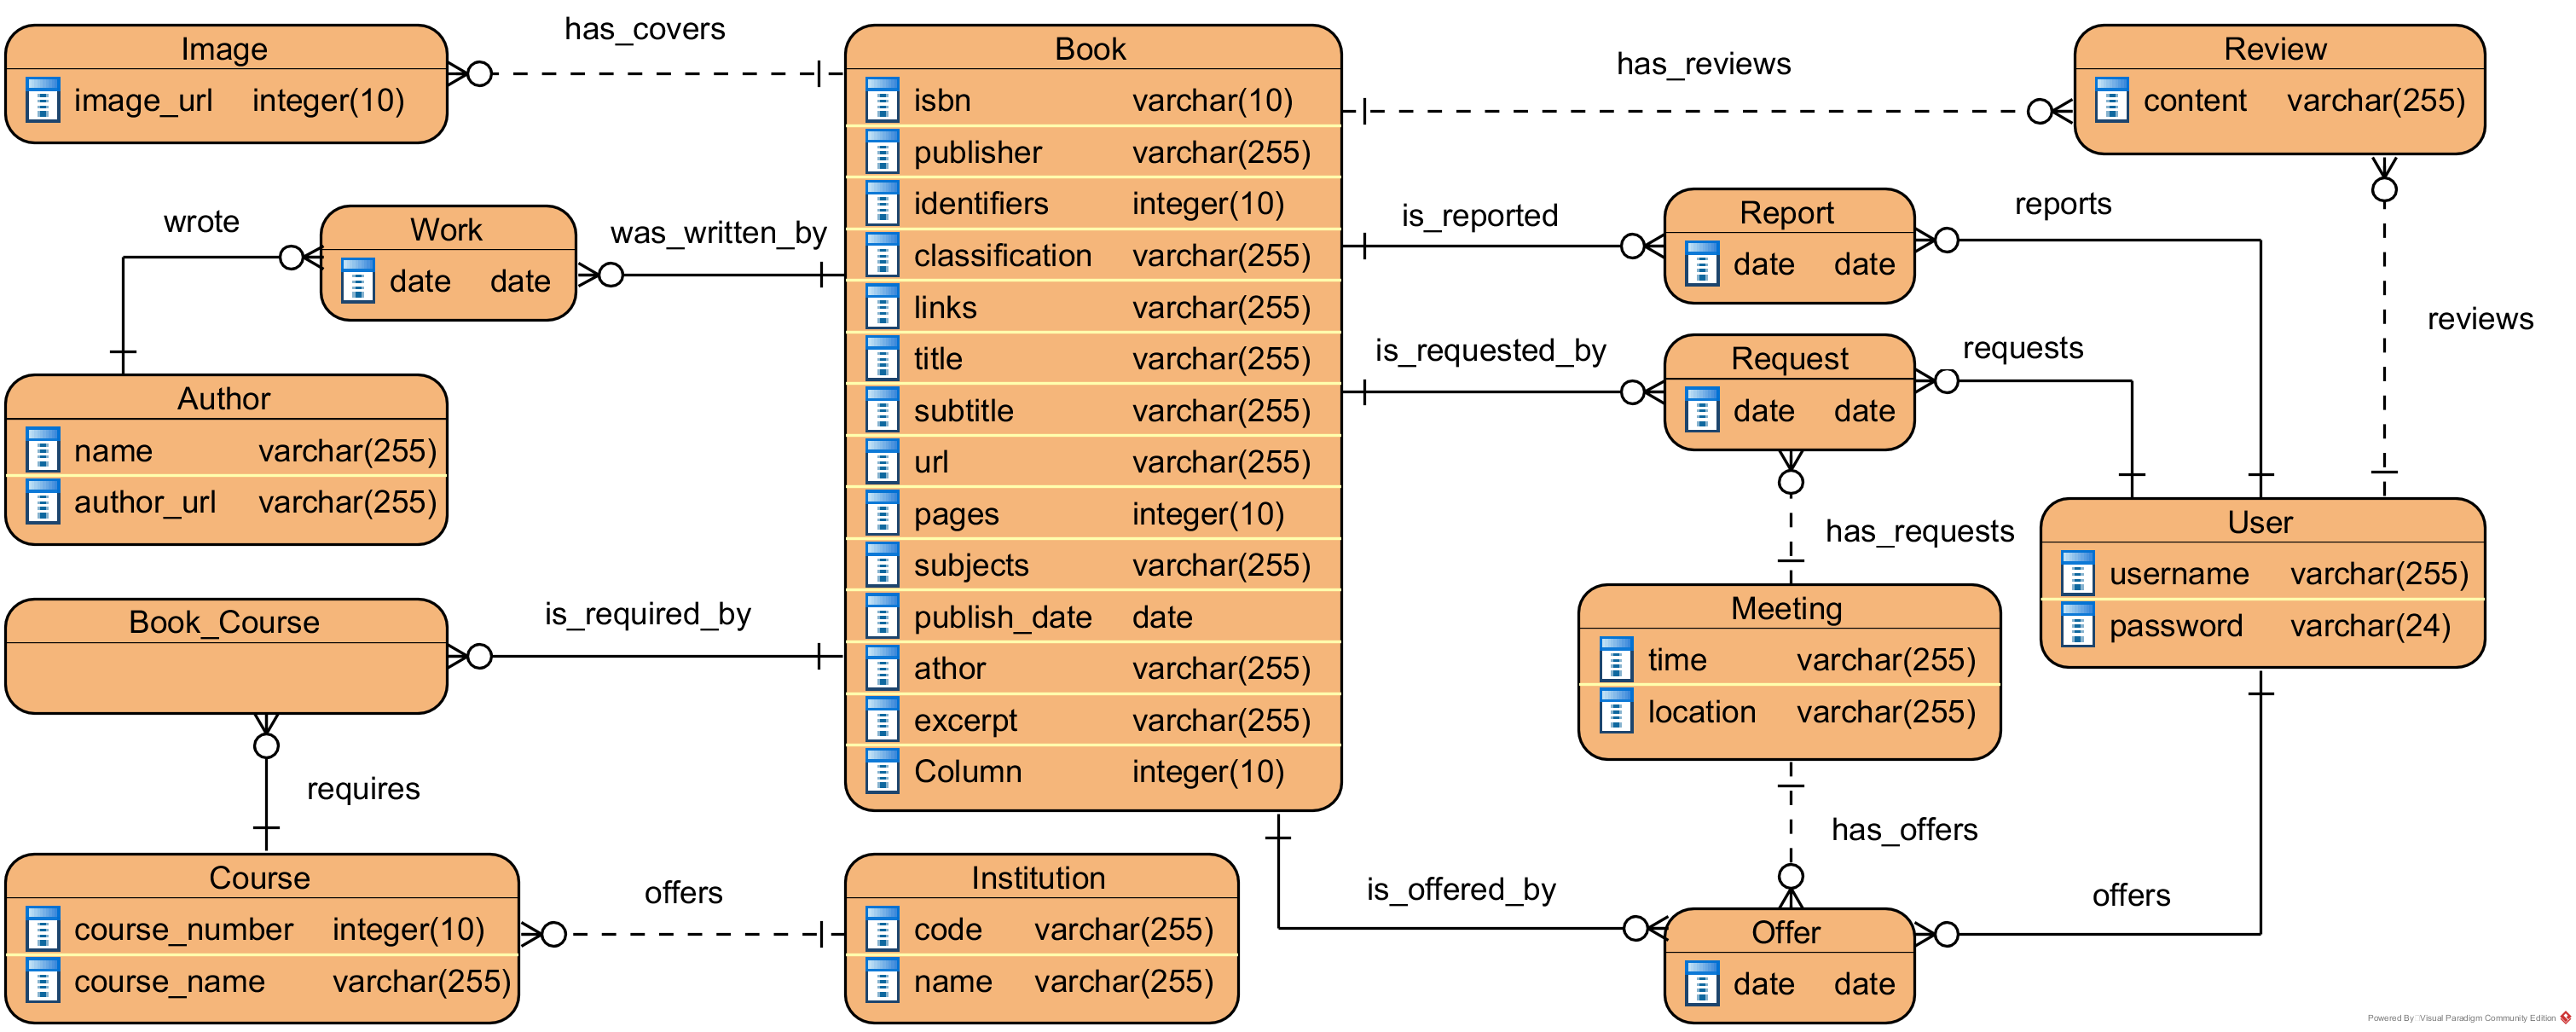 Image
image_url integer(10)
has_covers
Book
isbn varchar(10)
publisher varchar(255)
identifiers integer(10)
classification varchar(255)
links varchar(255)
title varchar(255)
subtitle varchar(255)
url varchar(255)
pages integer(10)
subjects varchar(255)
publish_date date
athor varchar(255)
excerpt varchar(255)
Column integer(10)
has_reviews
Review
content varchar(255)
wrote
Work
date date
was_written_by
is_reported
Report
date date
reports
reviews
Author
name varchar(255)
author_url varchar(255)
is_requested_by
Request
date date
requests
has_requests
User
username varchar(255)
password varchar(24)
Book_Course
is_required_by
Meeting
time varchar(255)
location varchar(255)
requires
has_offers
Course
course_number integer(10)
course_name varchar(255)
offers
Institution
code varchar(255)
name varchar(255)
is_offered_by
Offer
date date
offers
Powered By Visual Paradigm Community Edition